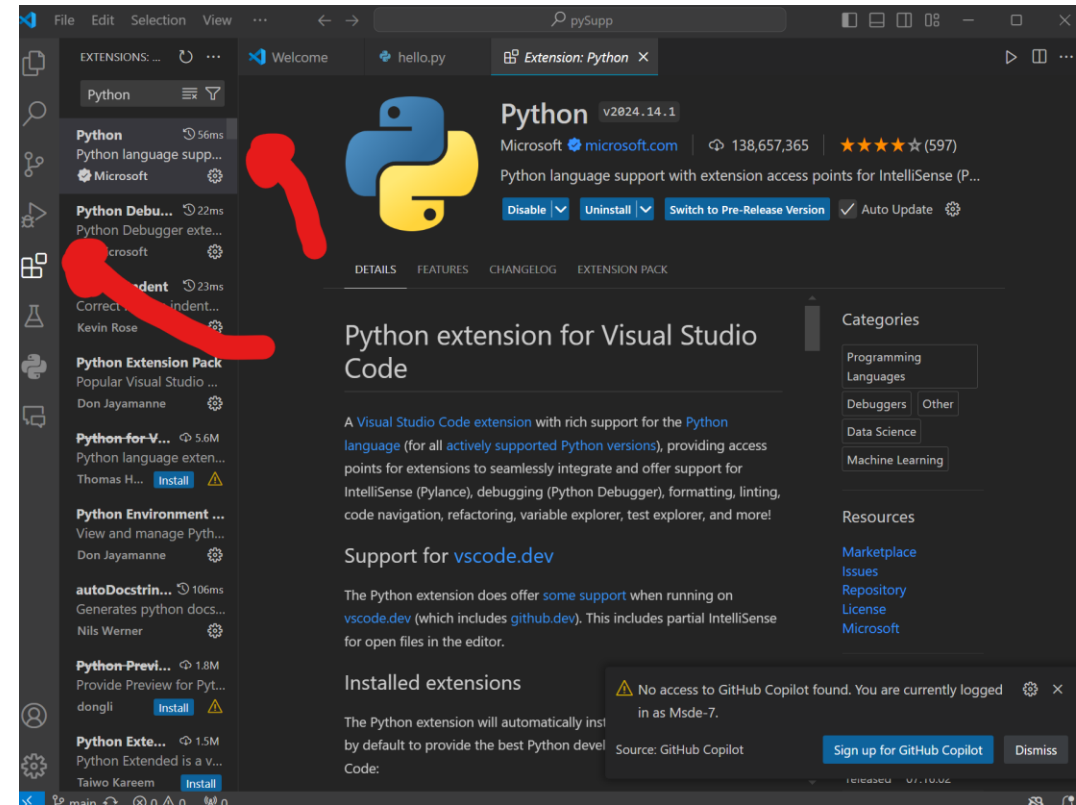 File Edit Selection View ··· pySupp
EXTENSIONS: ...
Python
Python 56ms
Python language supp...
Microsoft
Python Debu... 22ms
Python Debugger exte...
ndent 23ms
Correct indent...
Kevin Rose
Python Extension Pack
Popular Visual Studio ...
Don Jayamanne
Python for V... 5.6M
Python language exten...
Thomas H... Install
Python Environment ...
View and manage Pyth...
Don Jayamanne
autoDocstrin... 106ms
Generates python docs...
Nils Werner
Python Previ... 1.8M
Provide Preview for Pyt...
dongli Install
Python Exte... 1.5M
Python Extended is a v...
Taiwo Kareem Install
Welcome hello.py Extension: Python
Python v2024.14.1
Microsoft microsoft.com 138,657,365 (597)
Python language support with extension access points for IntelliSense (P...
Disable Uninstall Switch to Pre-Release Version Auto Update
DETAILS FEATURES CHANGELOG EXTENSION PACK
Python extension for Visual Studio
Code
A Visual Studio Code extension with rich support for the Python
language (for all actively supported Python versions), providing access
points for extensions to seamlessly integrate and offer support for
IntelliSense (Pylance), debugging (Python Debugger), formatting, linting,
code navigation, refactoring, variable explorer, test explorer, and more!
Support for vscode.dev
The Python extension does offer some support when running on
vscode.dev (which includes github.dev). This includes partial IntelliSense
for open files in the editor.
Installed extensions
The Python extension will automatically inst
by default to provide the best Python devel
Code:
Categories
Programming
Languages
Debuggers Other
Data Science
Machine Learning
Resources
Marketplace
Issues
Repository
License
Microsoft
No access to GitHub Copilot found. You are currently logged
in as Msde-7.
Source: GitHub Copilot Sign up for GitHub Copilot Dismiss
main 0 0 0